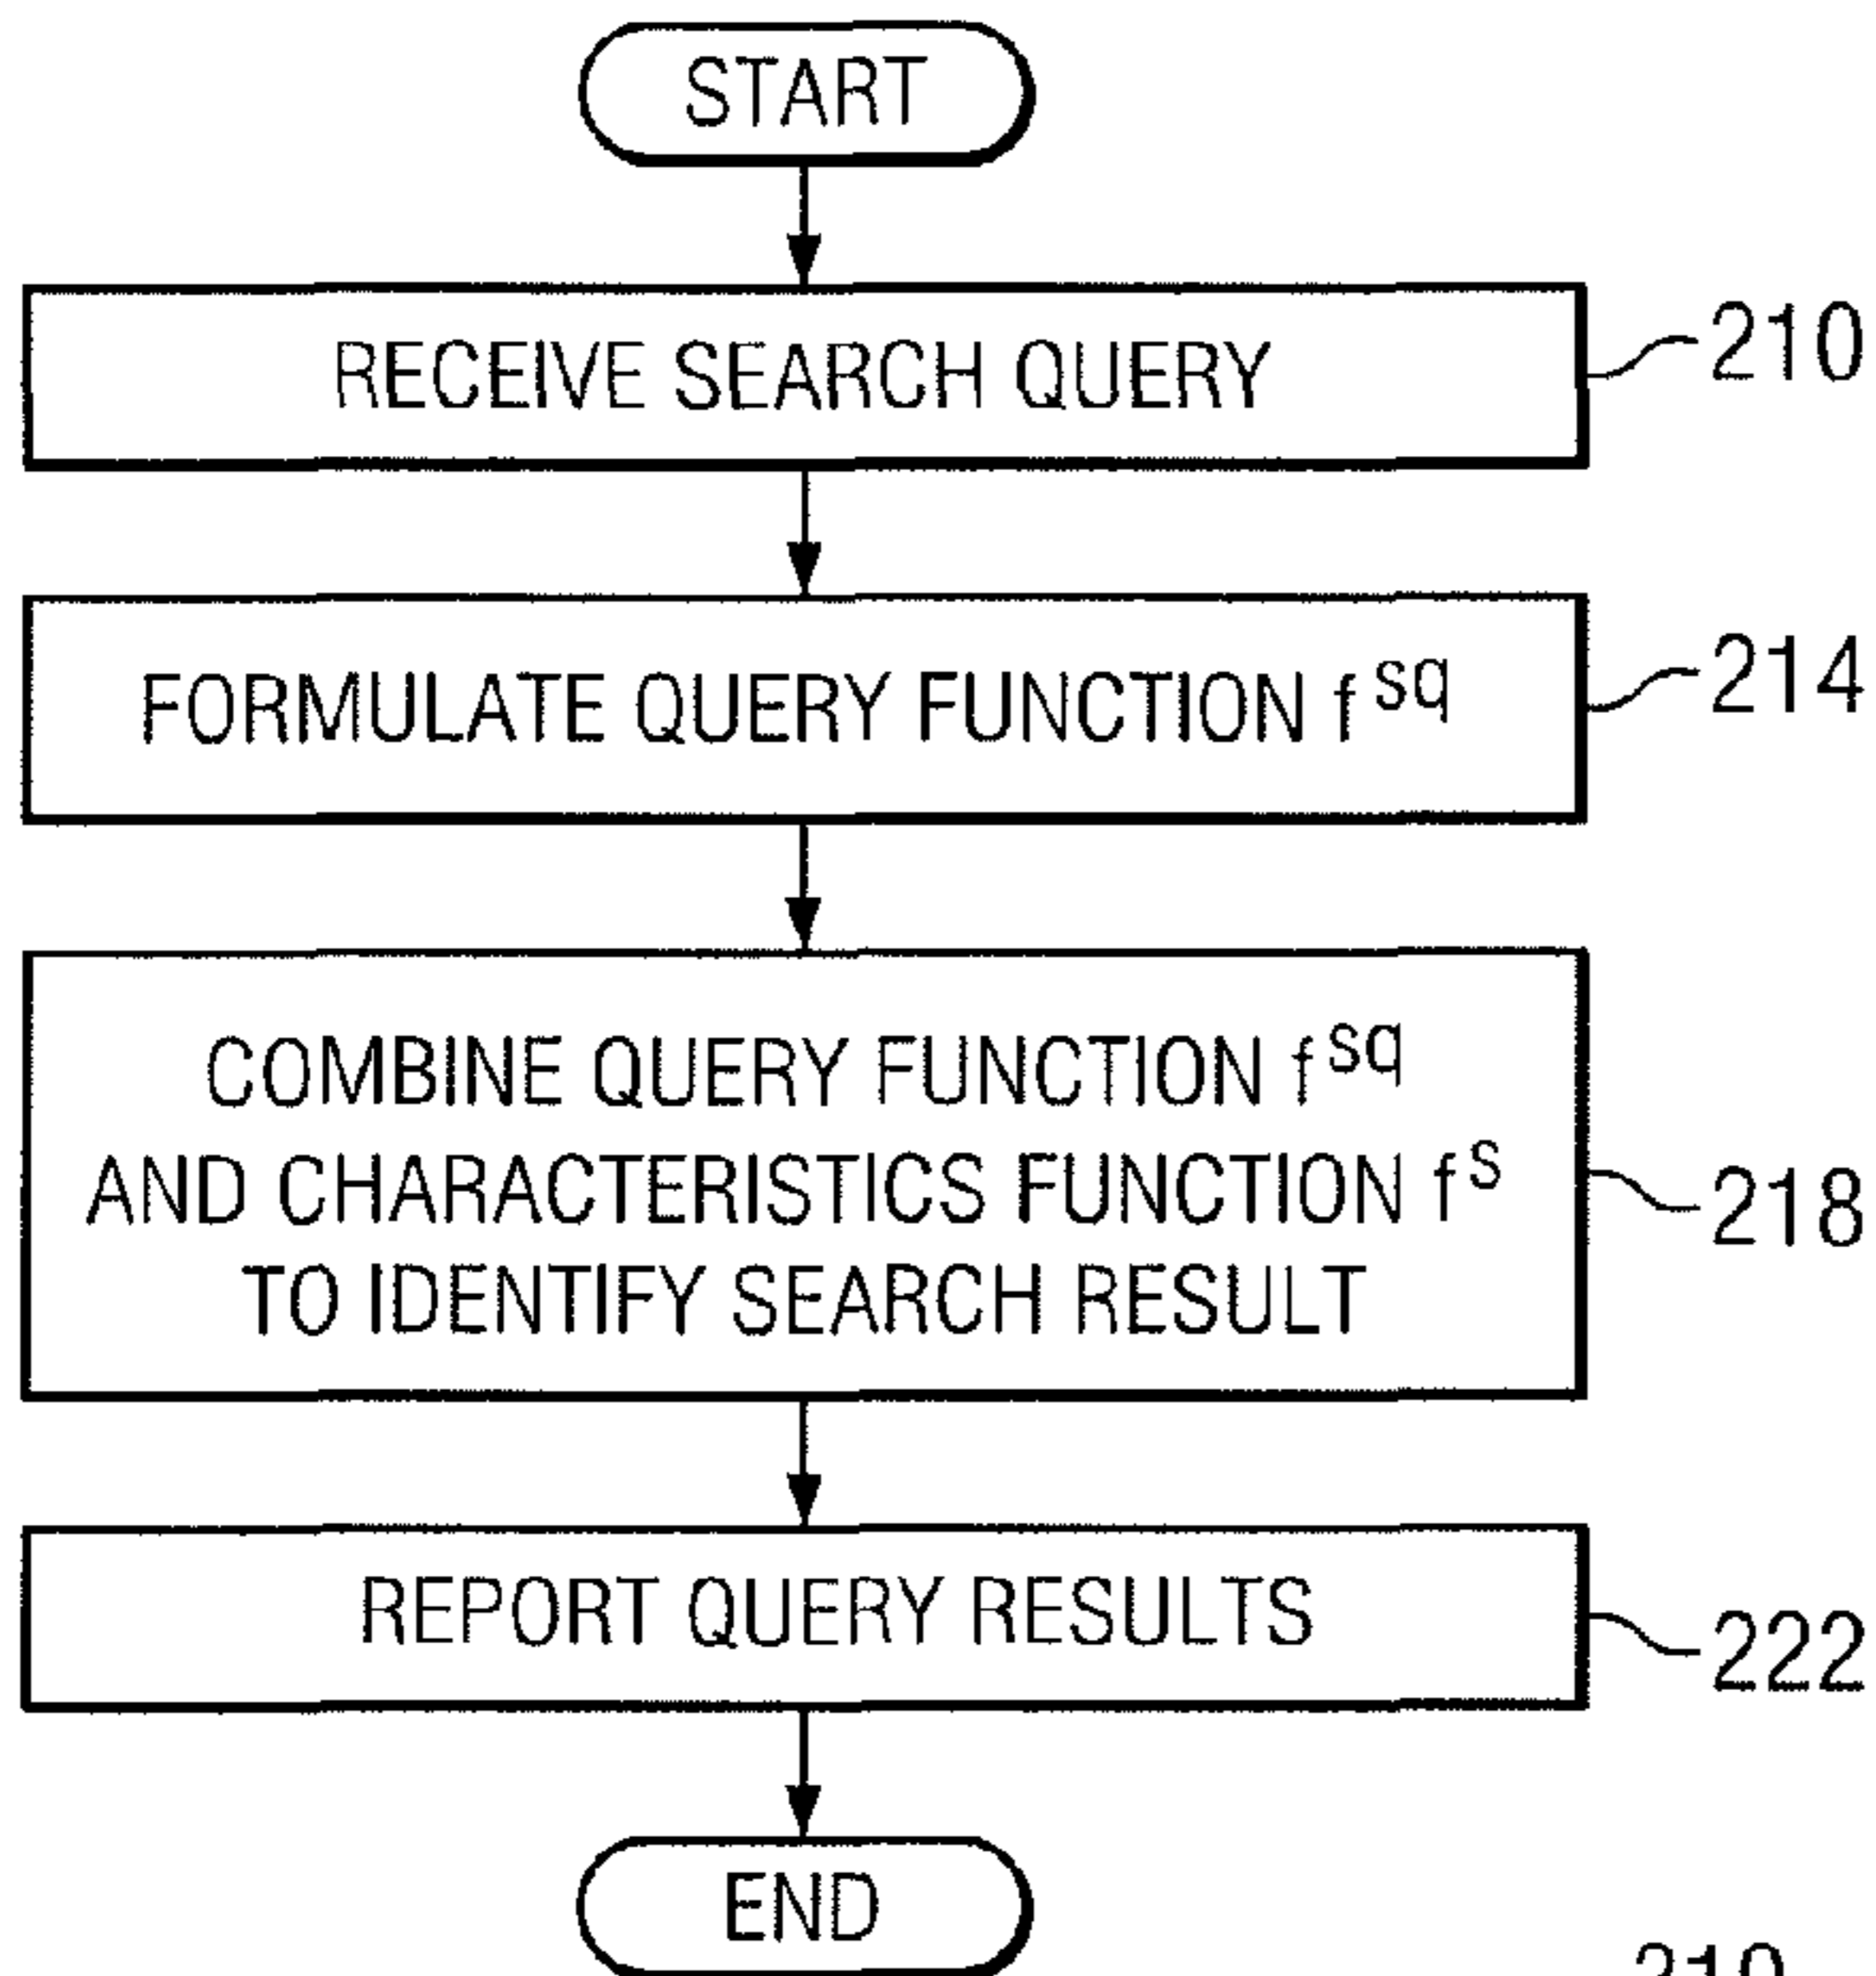 START
RECEIVE SEARCH QUERY
210
FORMULATE QUERY FUNCTION f^sq
214
COMBINE QUERY FUNCTION f^sq
AND CHARACTERISTICS FUNCTION f^s
TO IDENTIFY SEARCH RESULT
218
REPORT QUERY RESULTS
222
END